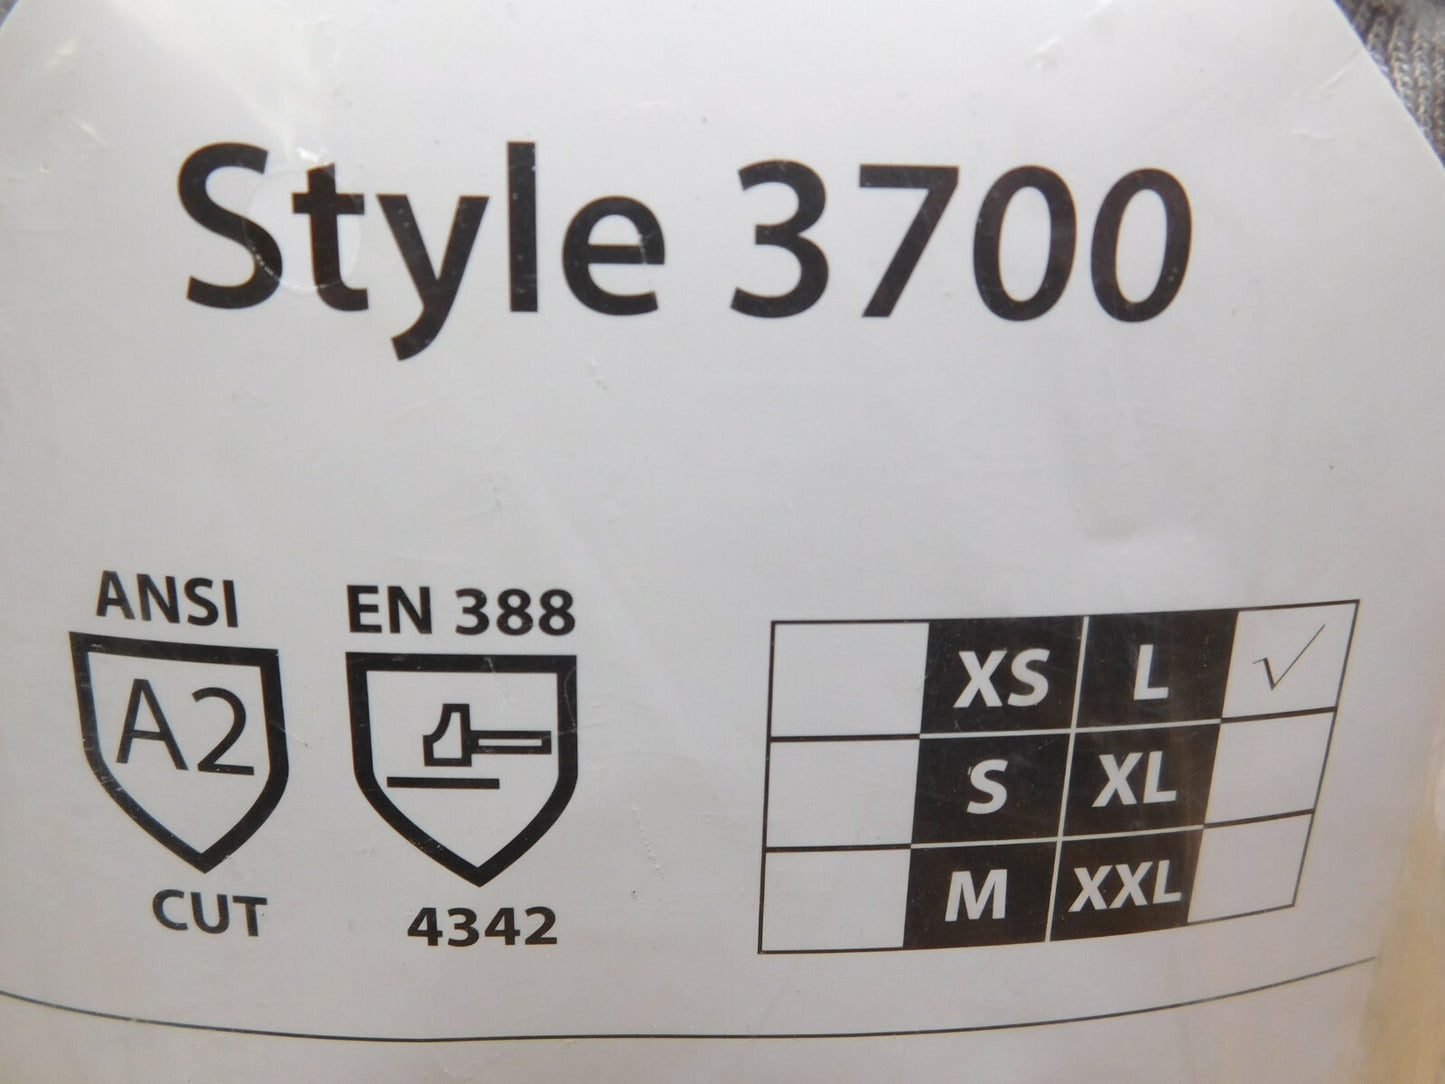 Style 3700
ANSI
A2
CUT
EN 388
4342
XS L ✓
S XL
M XXL